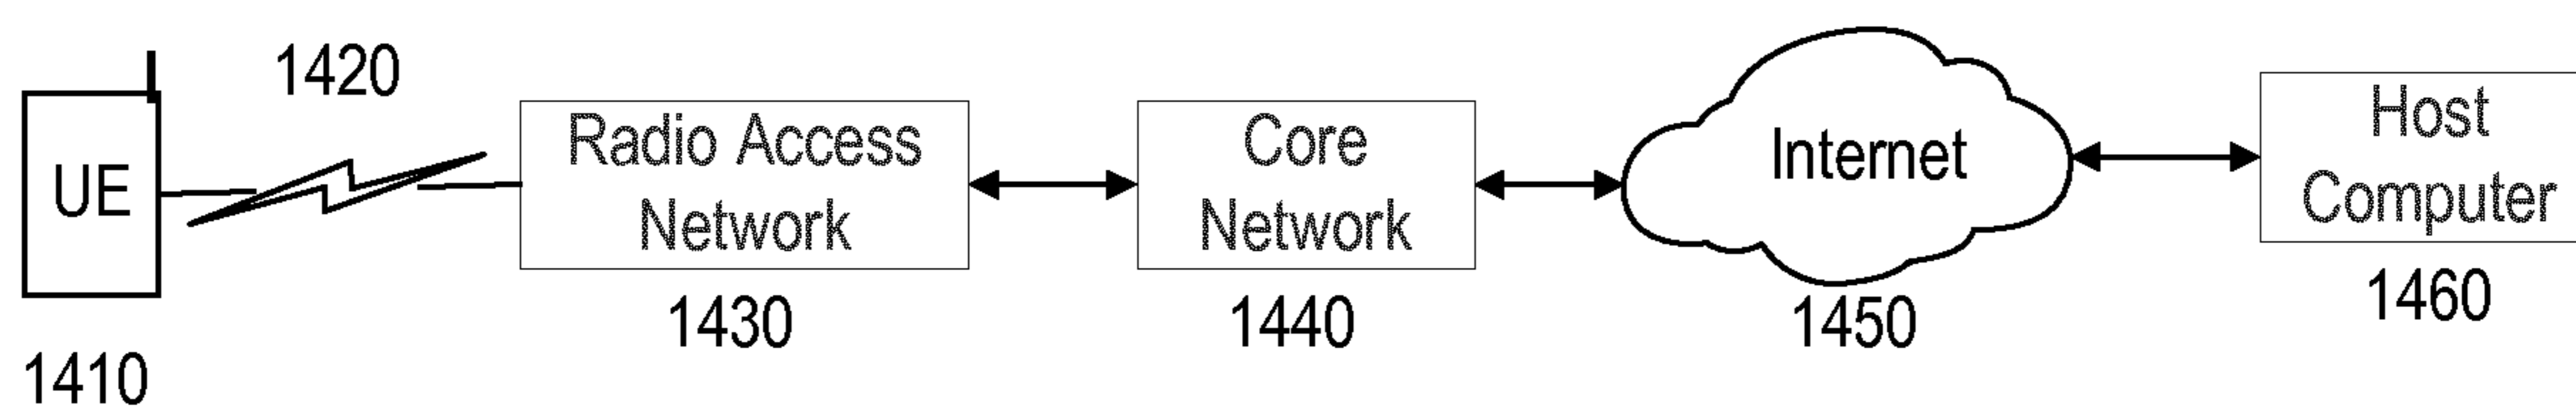 1420
UE
1410
Radio Access
Network
1430
Core
Network
1440
Internet
1450
Host
Computer
1460